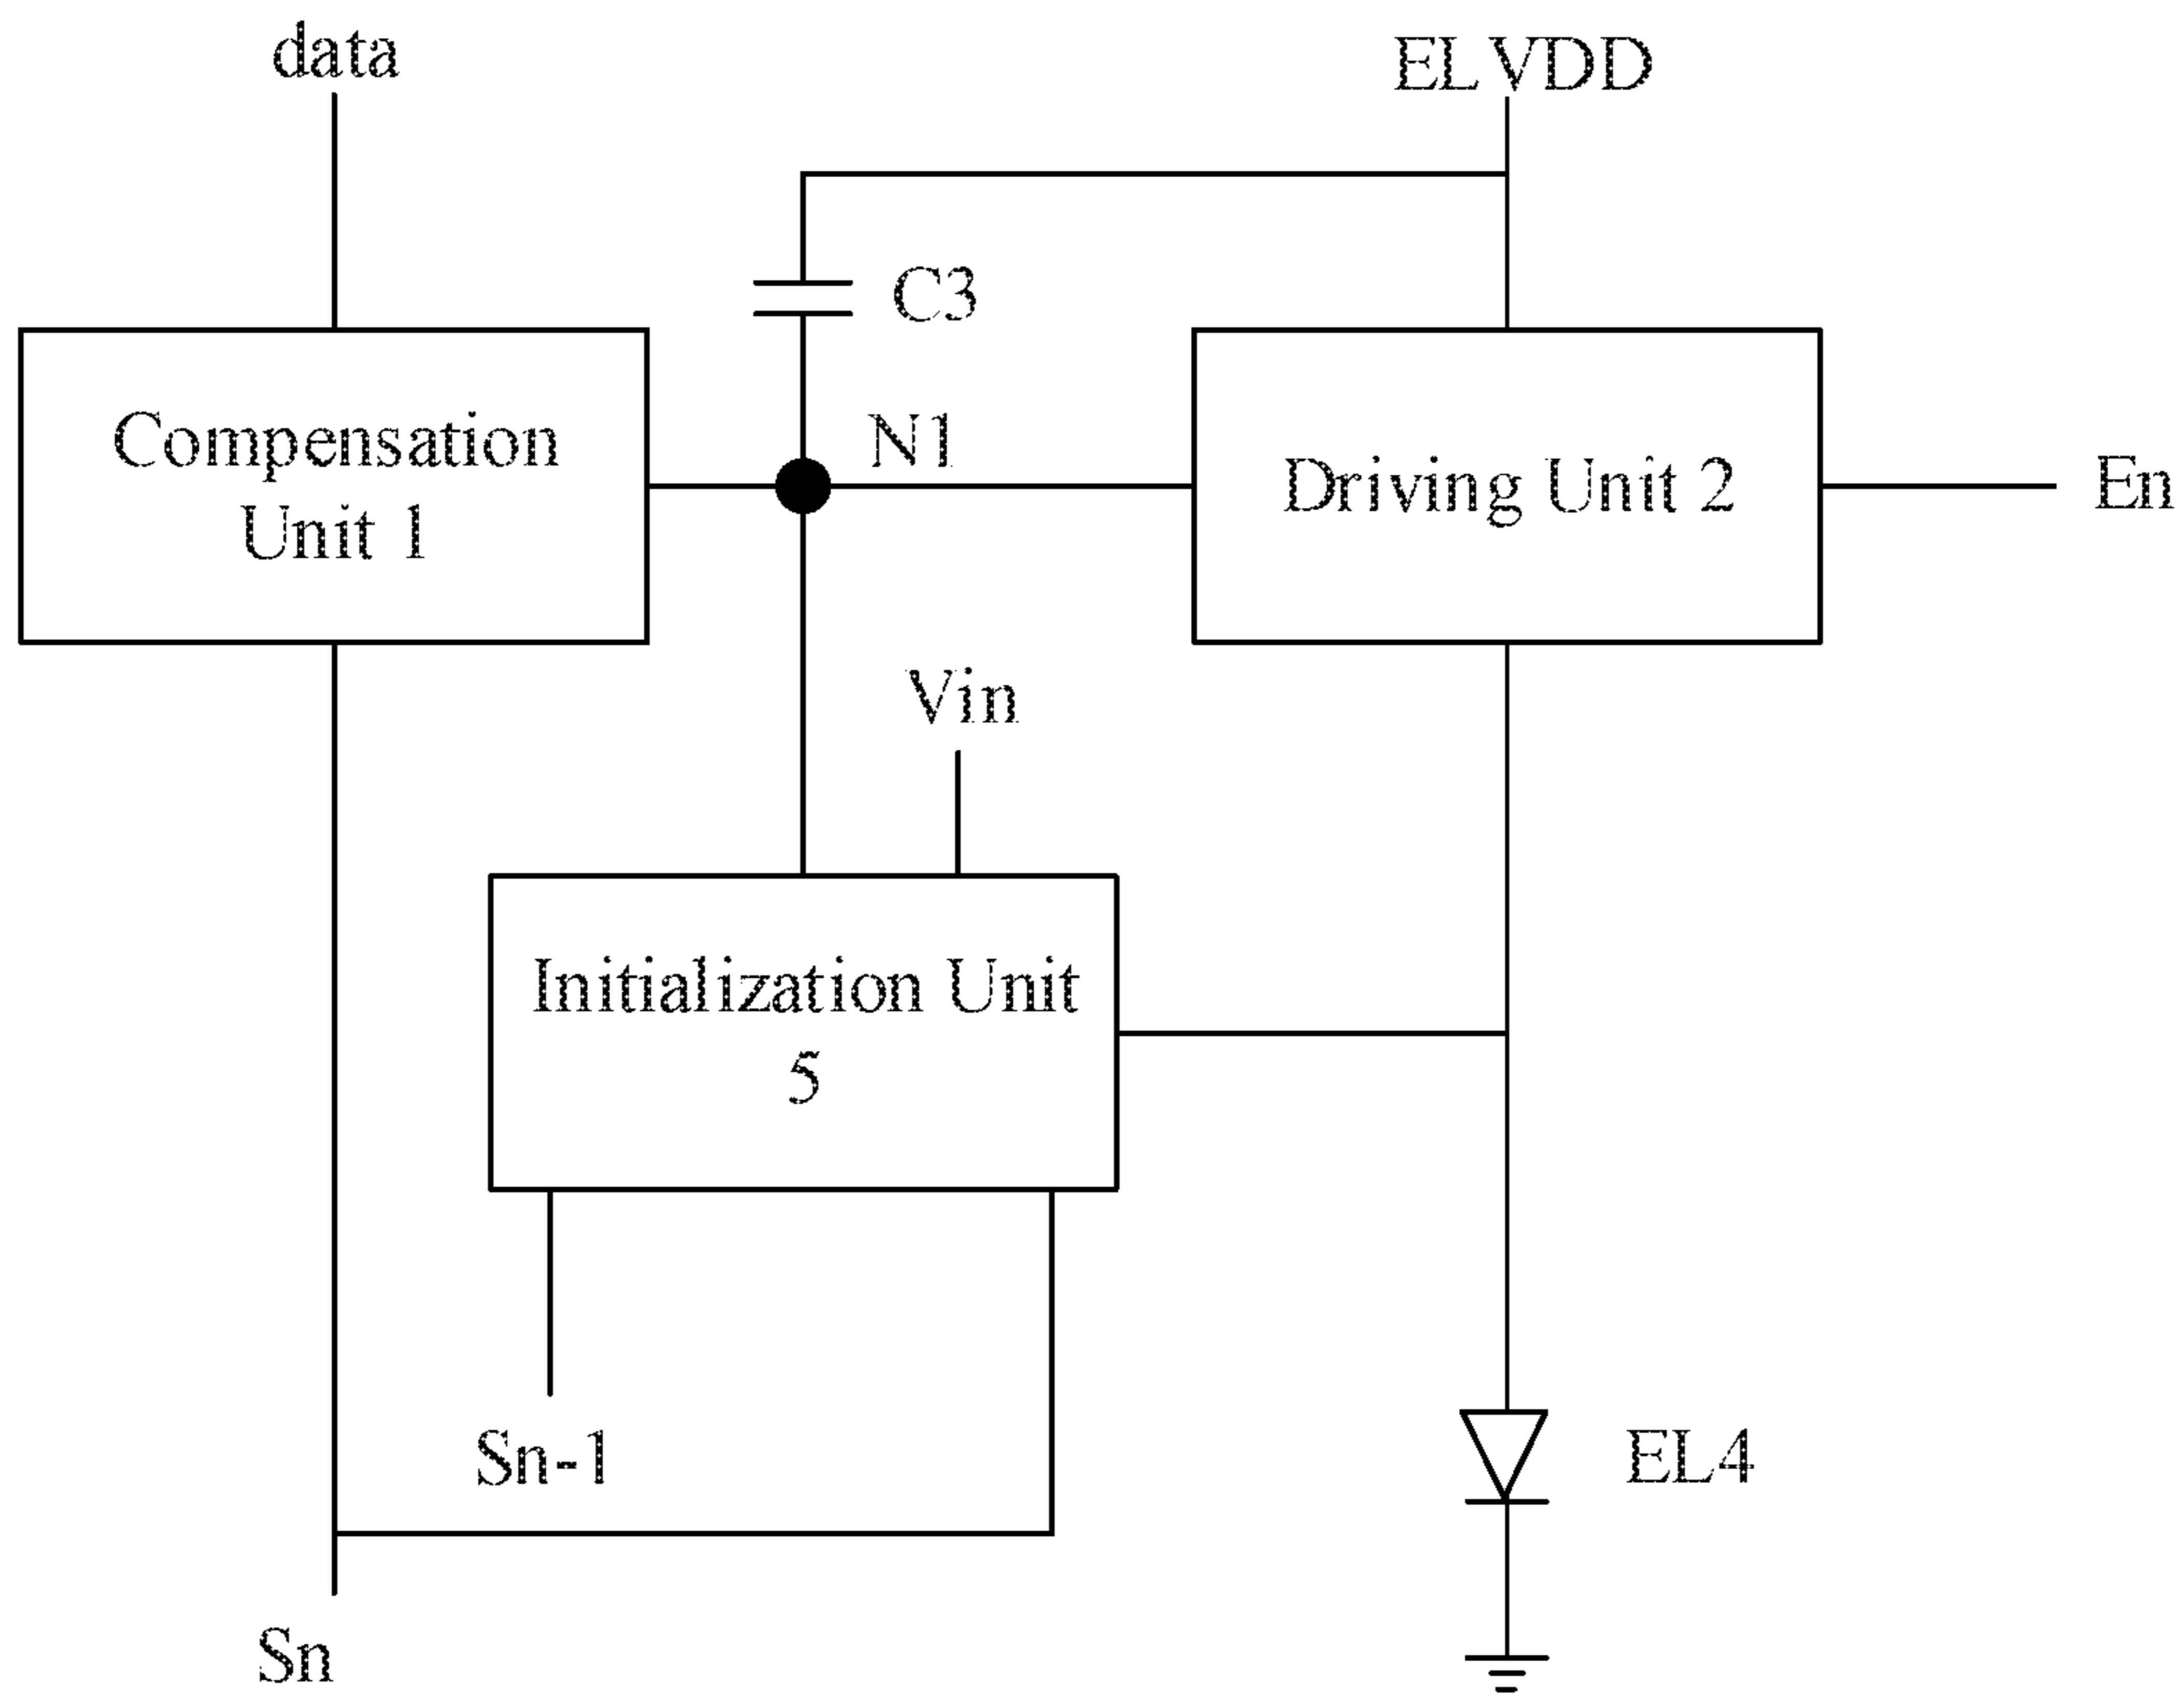 data
ELVDD
C3
Compensation
Unit 1
N1
Driving Unit 2
En
Vin
Initialization Unit
5
Sn-1
EL4
Sn